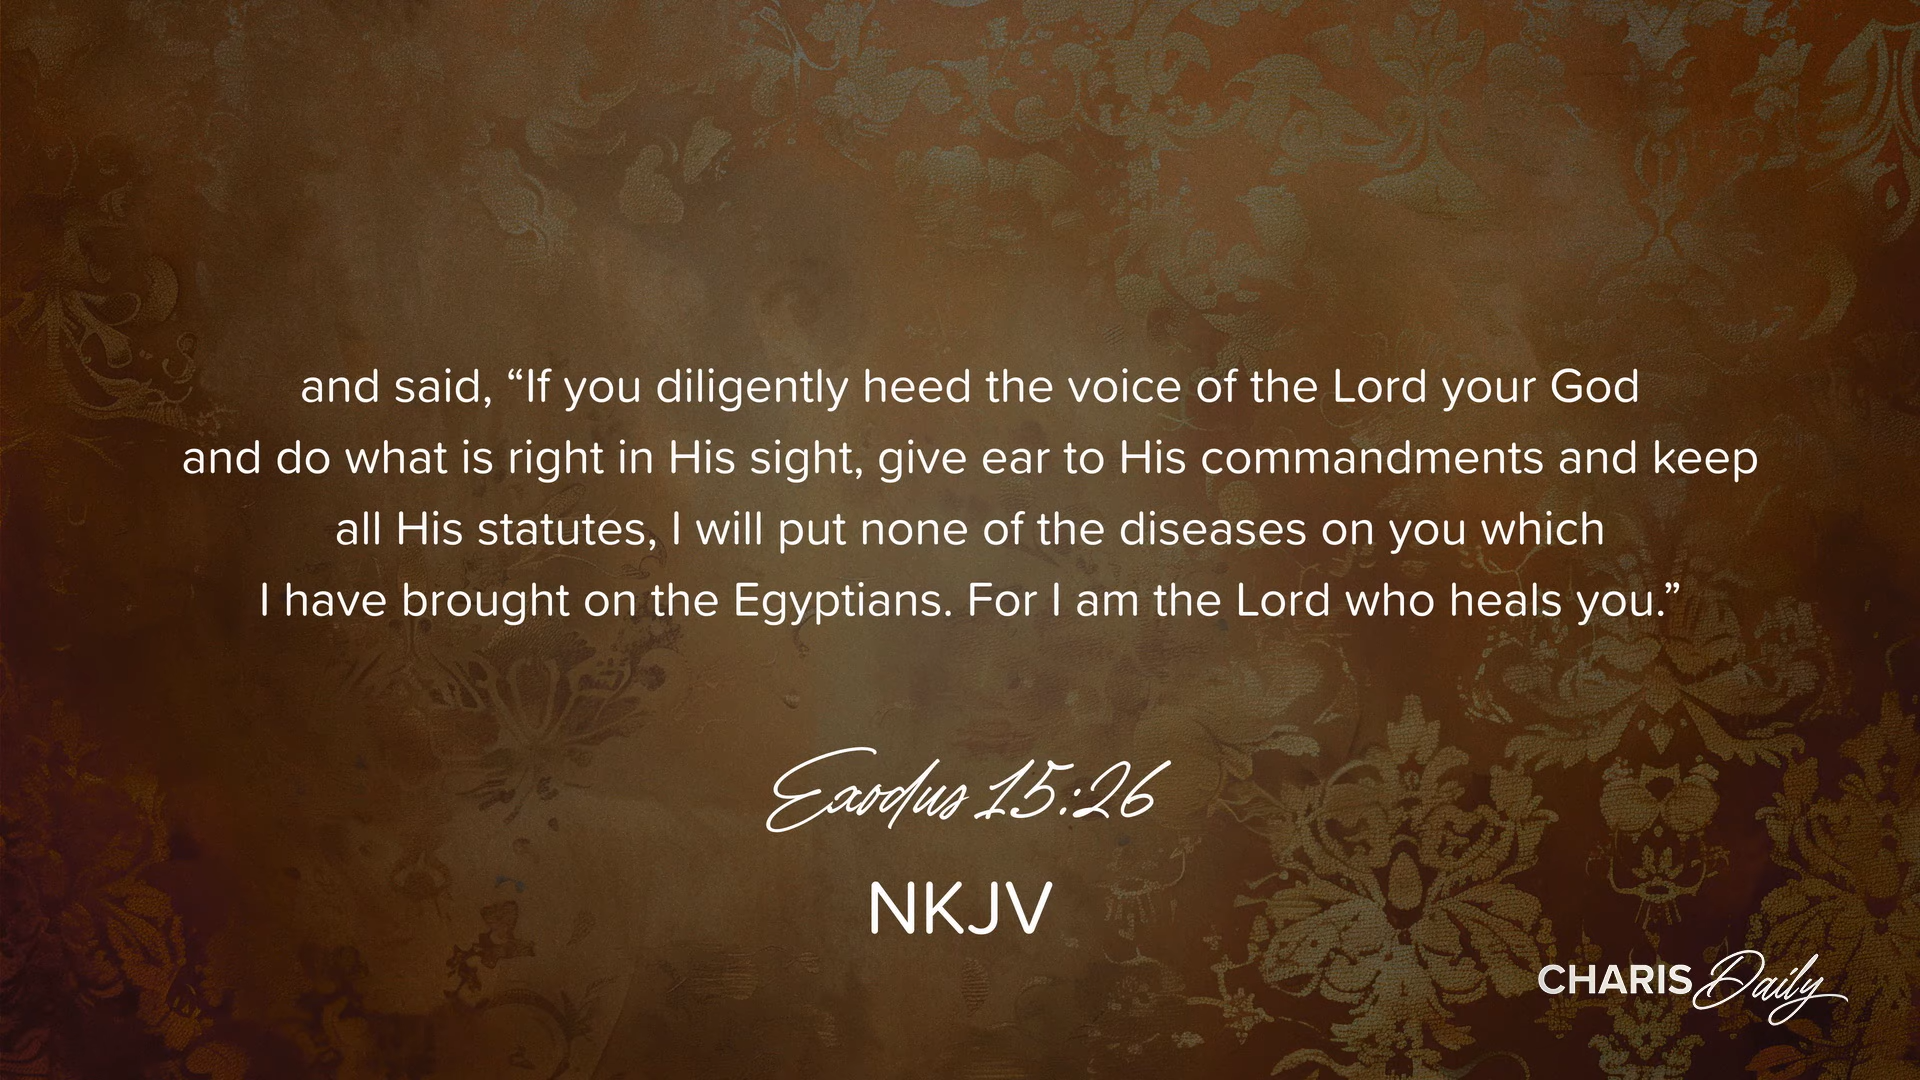 and said, “If you diligently heed the voice of the Lord your God
and do what is right in His sight, give ear to His commandments and keep
all His statutes, I will put none of the diseases on you which
I have brought on the Egyptians. For I am the Lord who heals you.”
Exodus 15:26
NKJV
CHARIS Daily